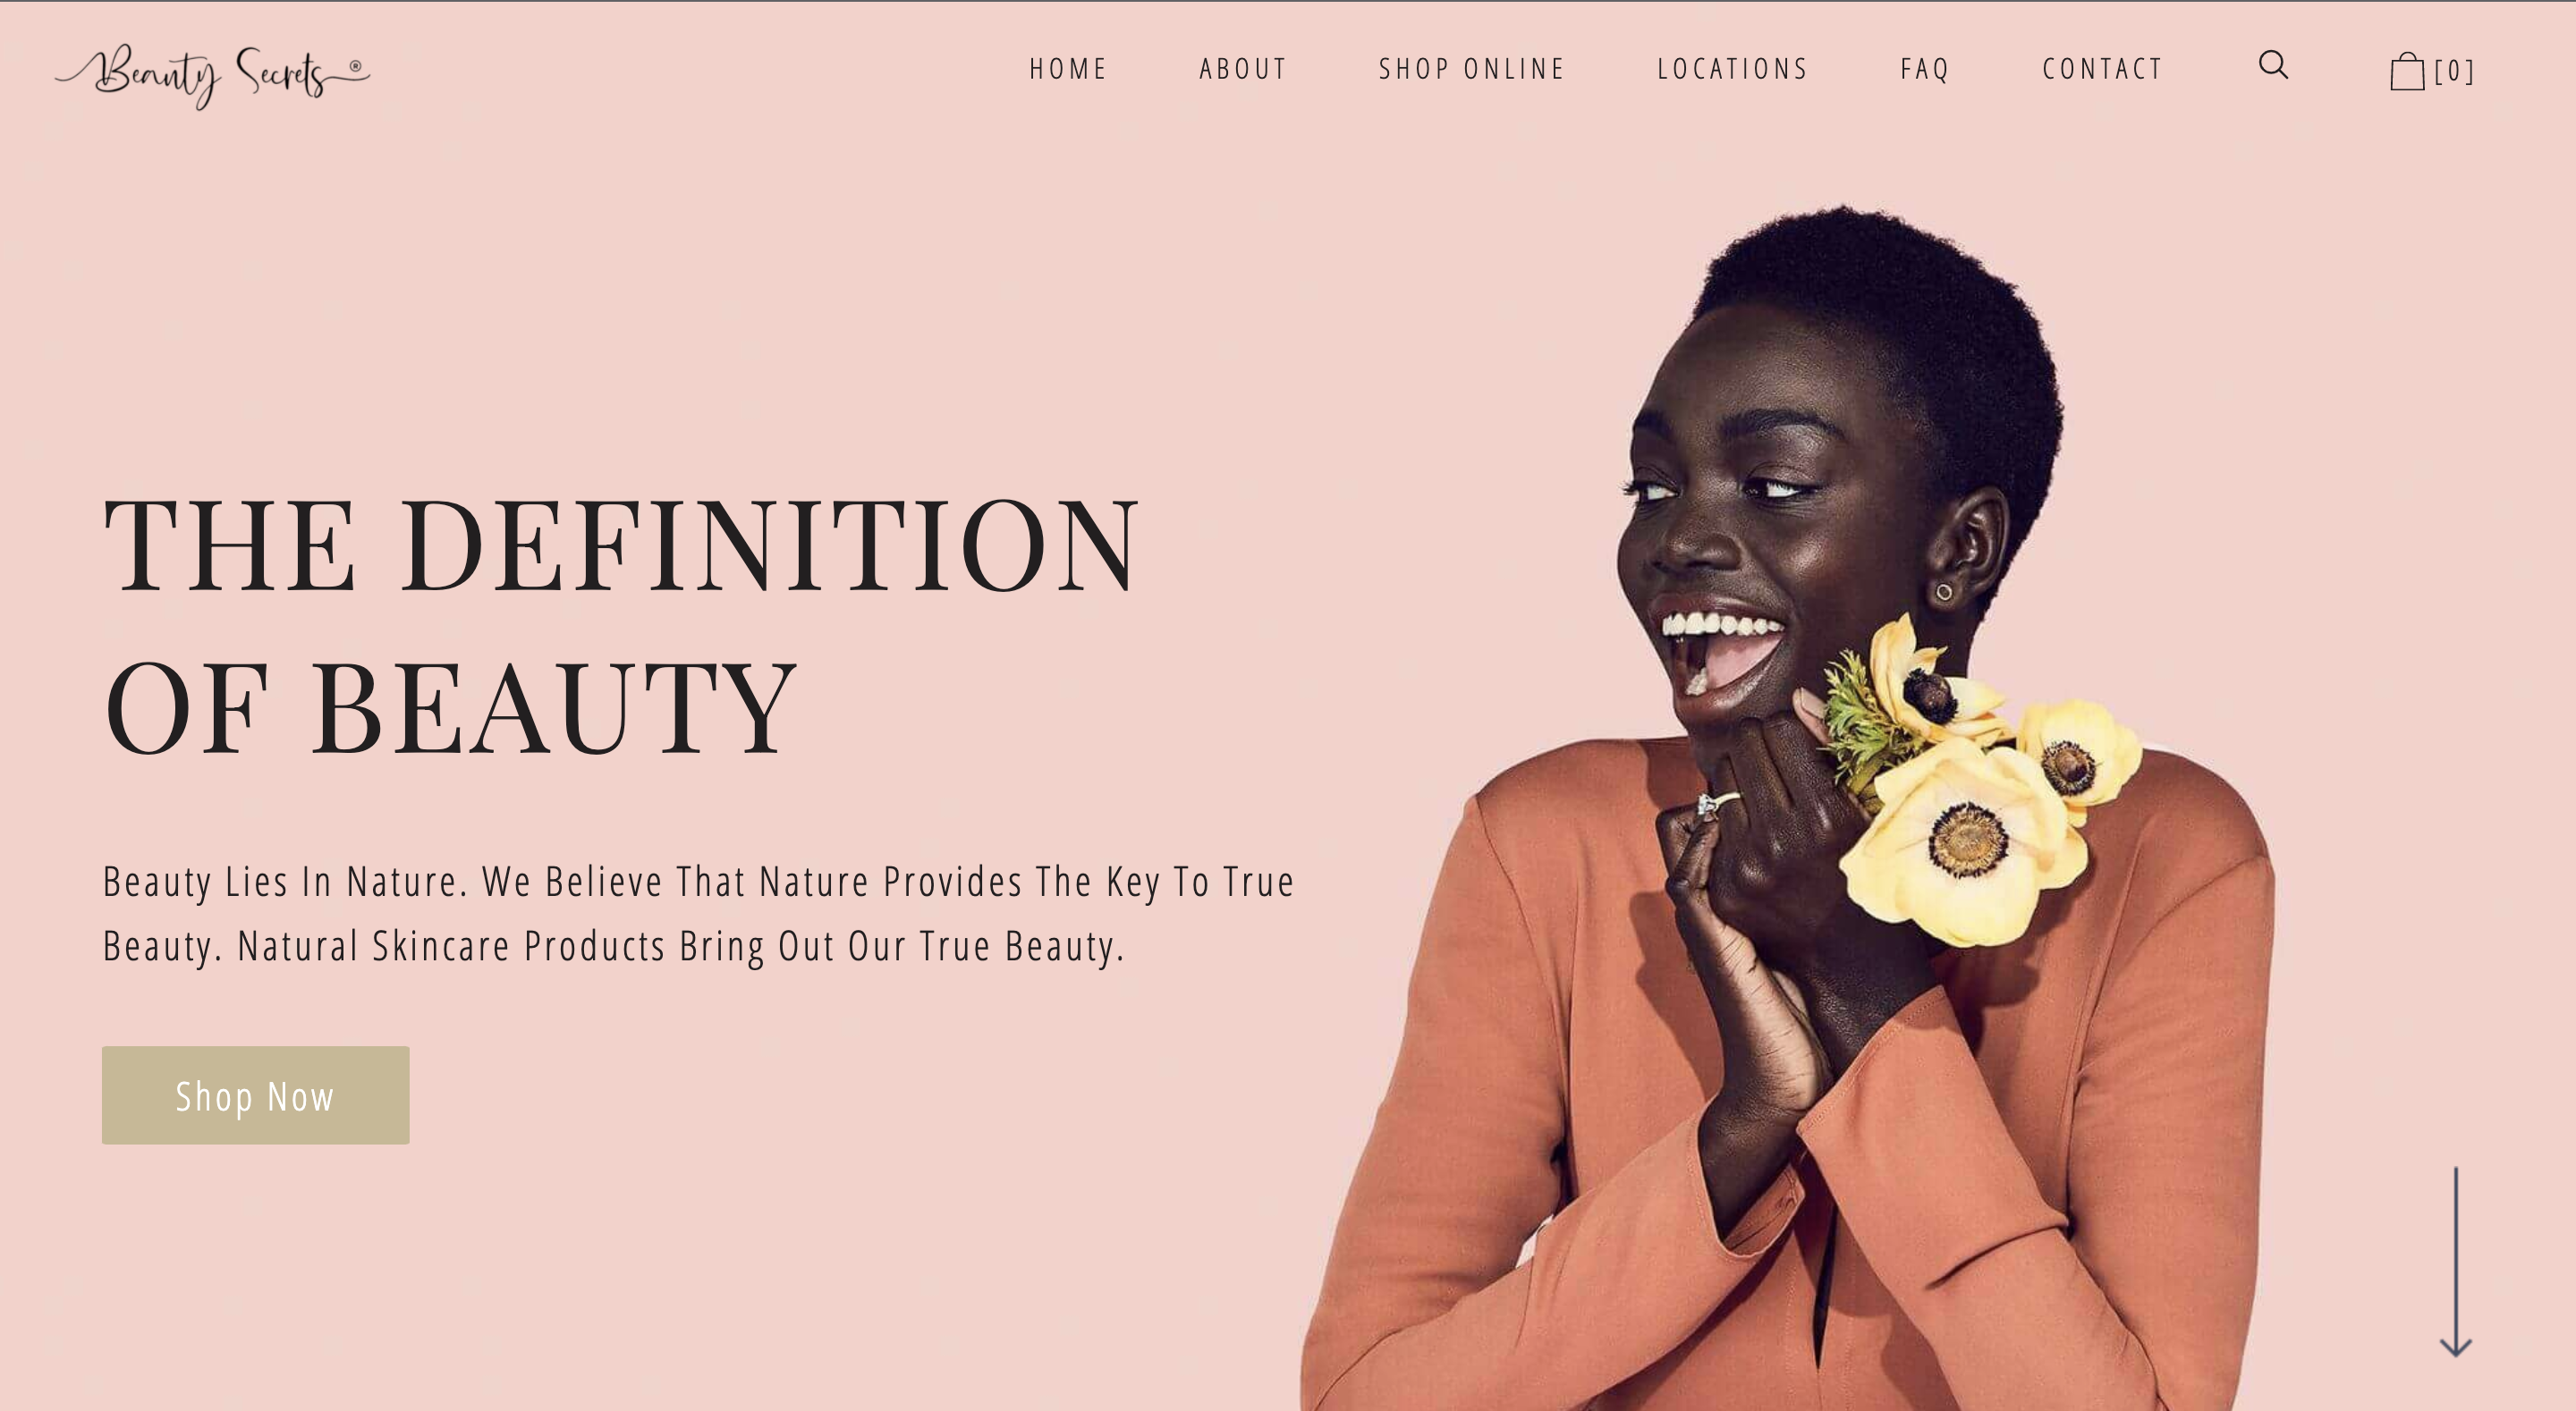 Beauty Secrets®
HOME ABOUT SHOP ONLINE LOCATIONS FAQ CONTACT [0]
THE DEFINITION
OF BEAUTY
Beauty Lies In Nature. We Believe That Nature Provides The Key To True
Beauty. Natural Skincare Products Bring Out Our True Beauty.
Shop Now